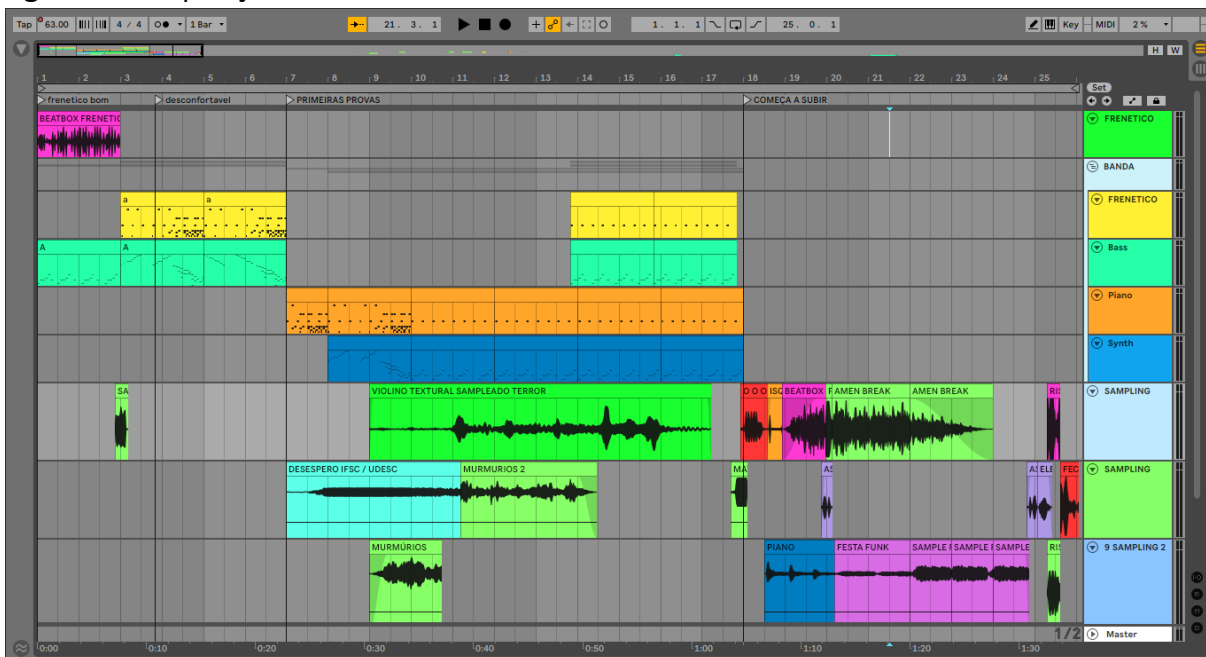 Tap 63.00 4 / 4 1 Bar 21. 3. 1 1. 1. 1 25. 0. 1 Key MIDI 2 %
H W
1 2 3 4 5 6 7 8 9 10 11 12 13 14 15 16 17 18 19 20 21 22 23 24 25
Set
frenetico bom desconfortavel PRIMEIRAS PROVAS COMEÇA A SUBIR
BEATBOX FRENETIC FRENETICO
BANDA
a a FRENETICO
A A Bass
Piano
Synth
SA VIOLINO TEXTURAL SAMPLEADO TERROR O O O ISC BEATBOX F AMEN BREAK AMEN BREAK RIS SAMPLING
DESESPERO IFSC / UDESC MURMURIOS 2 MA AS AS ELE FEC SAMPLING
MURMÚRIOS PIANO FESTA FUNK SAMPLE F SAMPLE F SAMPLE RIS 9 SAMPLING 2
1/2 Master
0:00 0:10 0:20 0:30 0:40 0:50 1:00 1:10 1:20 1:30